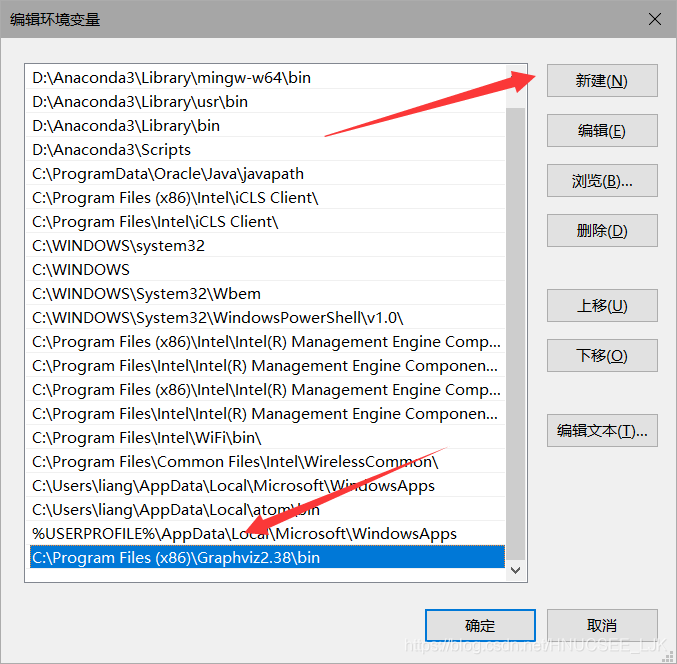 编辑环境变量
D:\Anaconda3\Library\mingw-w64\bin
D:\Anaconda3\Library\usr\bin
D:\Anaconda3\Library\bin
D:\Anaconda3\Scripts
C:\ProgramData\Oracle\Java\javapath
C:\Program Files (x86)\Intel\iCLS Client\
C:\Program Files\Intel\iCLS Client\
C:\WINDOWS\system32
C:\WINDOWS
C:\WINDOWS\System32\Wbem
C:\WINDOWS\System32\WindowsPowerShell\v1.0\
C:\Program Files (x86)\Intel\Intel(R) Management Engine Comp...
C:\Program Files\Intel\Intel(R) Management Engine Componen...
C:\Program Files (x86)\Intel\Intel(R) Management Engine Comp...
C:\Program Files\Intel\Intel(R) Management Engine Componen...
C:\Program Files\Intel\WiFi\bin\
C:\Program Files\Common Files\Intel\WirelessCommon\
C:\Users\liang\AppData\Local\Microsoft\WindowsApps
C:\Users\liang\AppData\Local\atom\bin
%USERPROFILE%\AppData\Local\Microsoft\WindowsApps
C:\Program Files (x86)\Graphviz2.38\bin
新建(N)
编辑(E)
浏览(B)...
删除(D)
上移(U)
下移(O)
编辑文本(T)...
确定
取消
https://blog.csdn.net/HNUCSEE_LJK